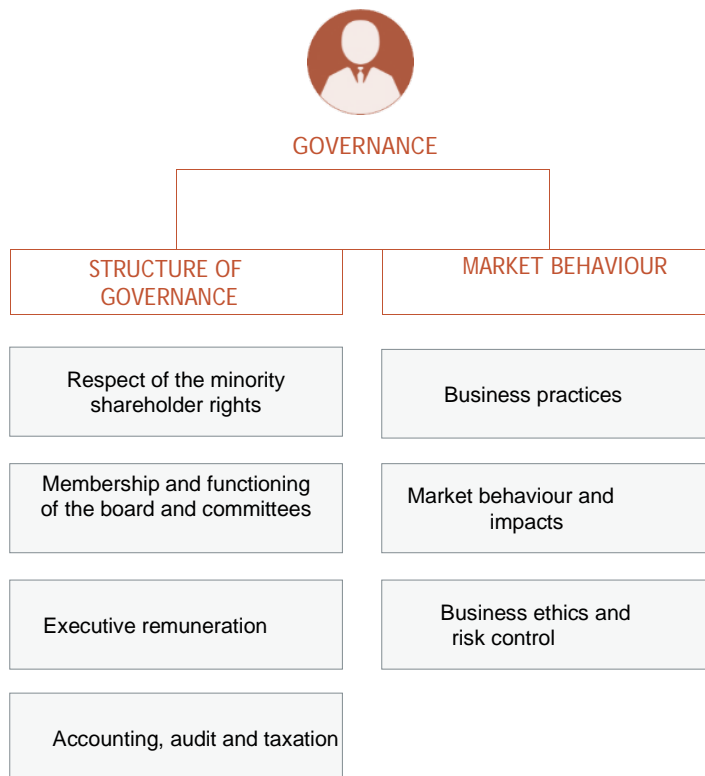 GOVERNANCE
STRUCTURE OF
GOVERNANCE
Respect of the minority
shareholder rights
Membership and functioning
of the board and committees
Executive remuneration
Accounting, audit and taxation
MARKET BEHAVIOUR
Business practices
Market behaviour and
impacts
Business ethics and
risk control